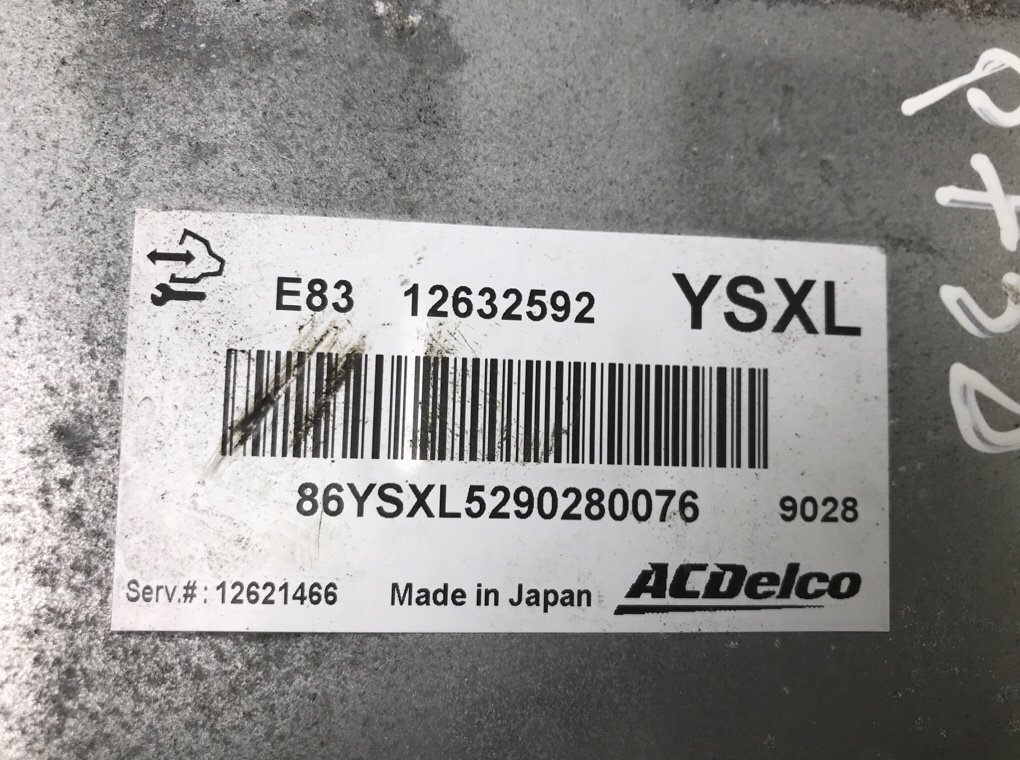 E83 12632592 YSXL
86YSXL5290280076 9028
Serv.#: 12621466 Made in Japan ACDelco